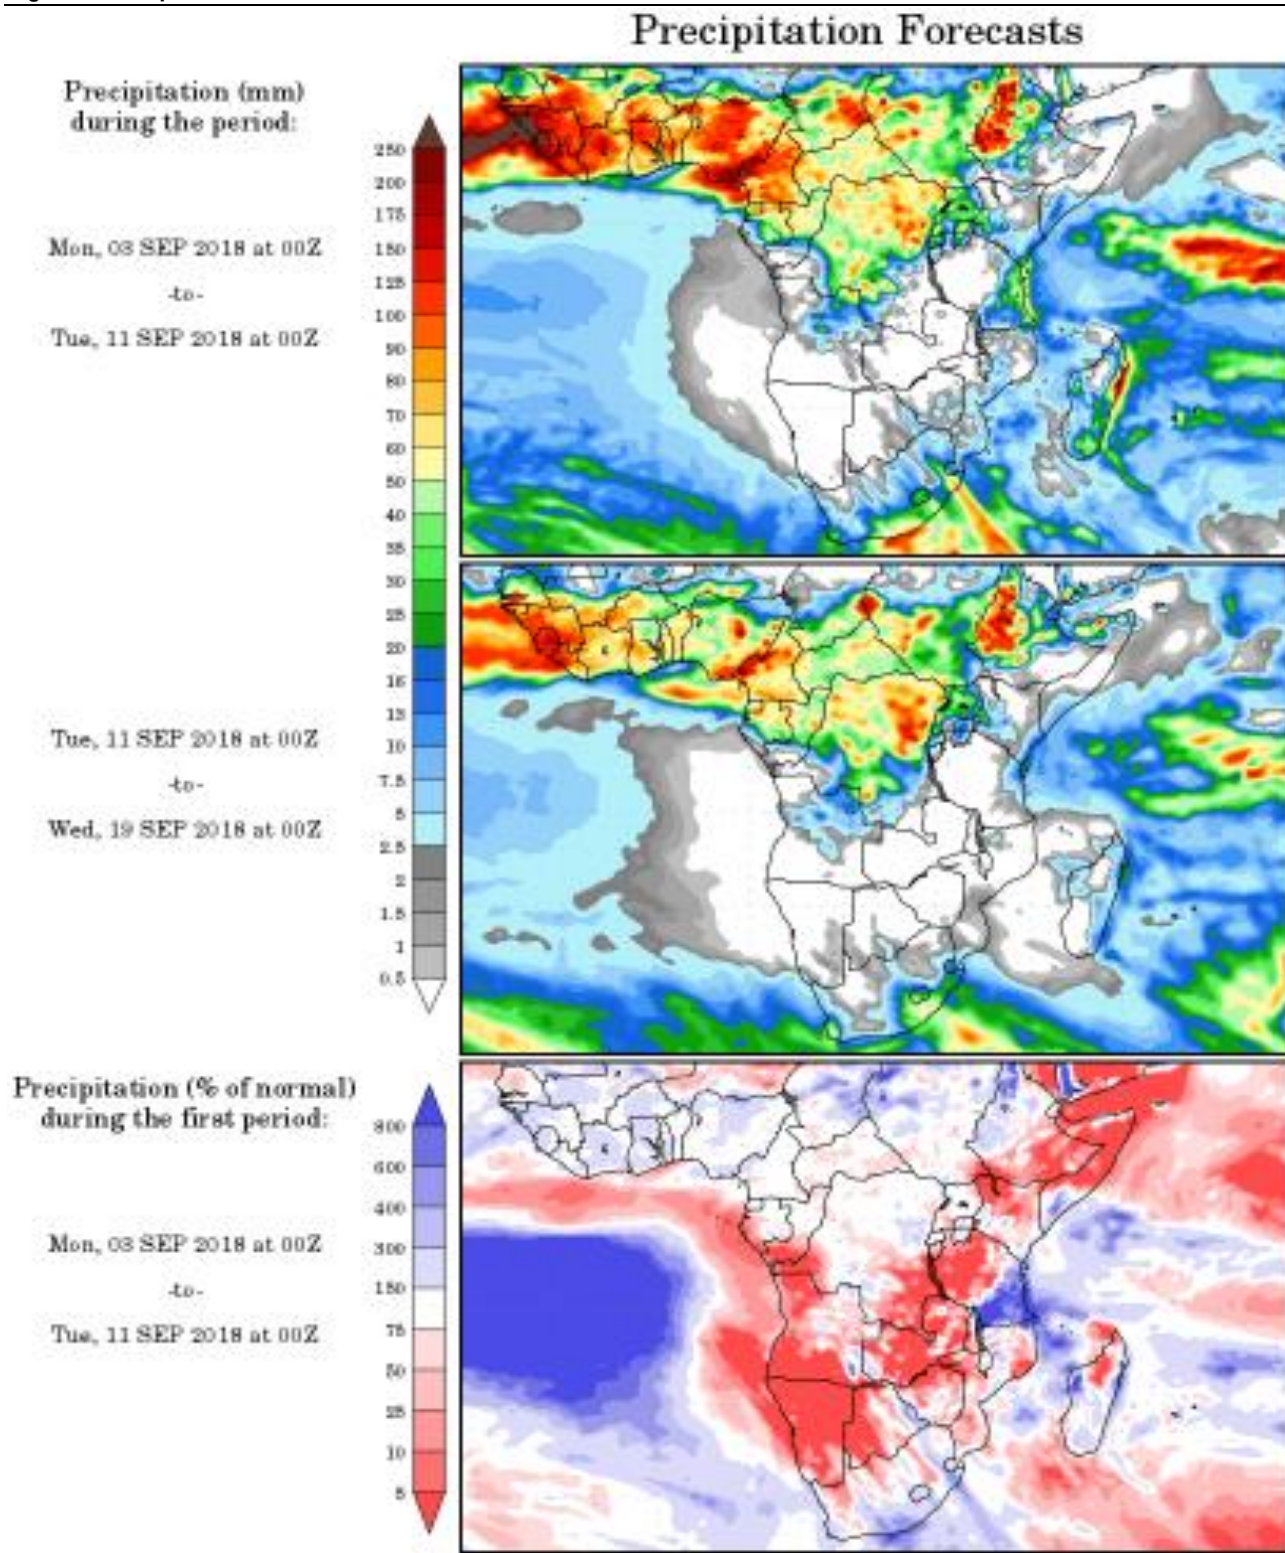 Precipitation Forecasts
Precipitation (mm)
during the period:
250
200
175
150
125
100
90
80
70
60
50
40
35
30
25
20
16
13
10
7.5
5
2.5
2
1.5
1
0.5
Mon, 03 SEP 2018 at 00Z
-to-
Tue, 11 SEP 2018 at 00Z
Tue, 11 SEP 2018 at 00Z
-to-
Wed, 19 SEP 2018 at 00Z
Precipitation (% of normal)
during the first period:
800
600
400
300
150
75
50
25
10
5
Mon, 03 SEP 2018 at 00Z
-to-
Tue, 11 SEP 2018 at 00Z